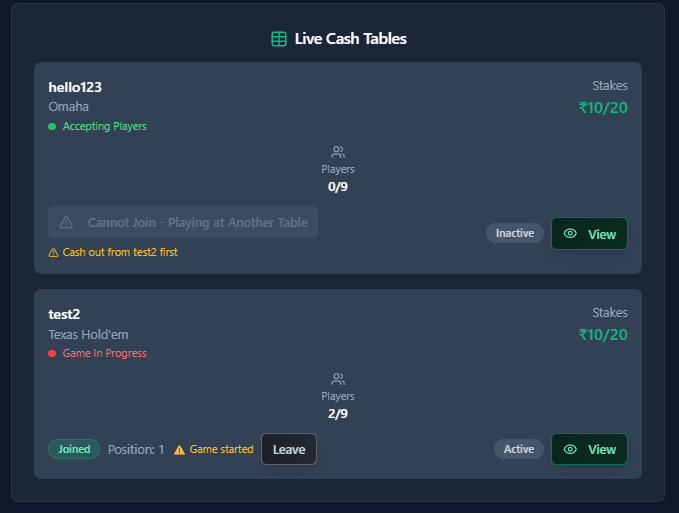 Live Cash Tables
hello123
Stakes
Omaha
₹10/20
Accepting Players
Players
0/9
Cannot Join - Playing at Another Table
Inactive
View
Cash out from test2 first
test2
Stakes
Texas Hold'em
₹10/20
Game In Progress
Players
2/9
Joined
Position: 1
Game started
Leave
Active
View